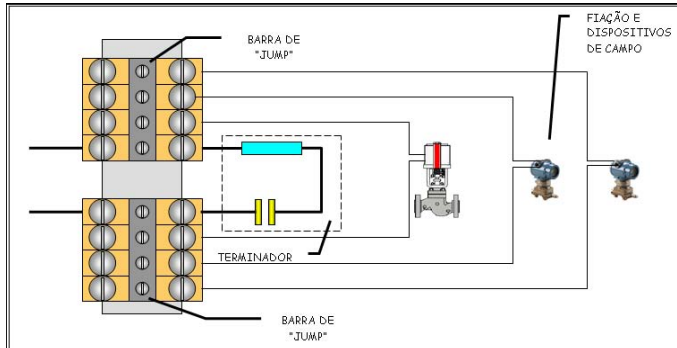 BARRA DE
"JUMP"
FIAÇÃO E
DISPOSITIVOS
DE CAMPO
TERMINADOR
BARRA DE
"JUMP"